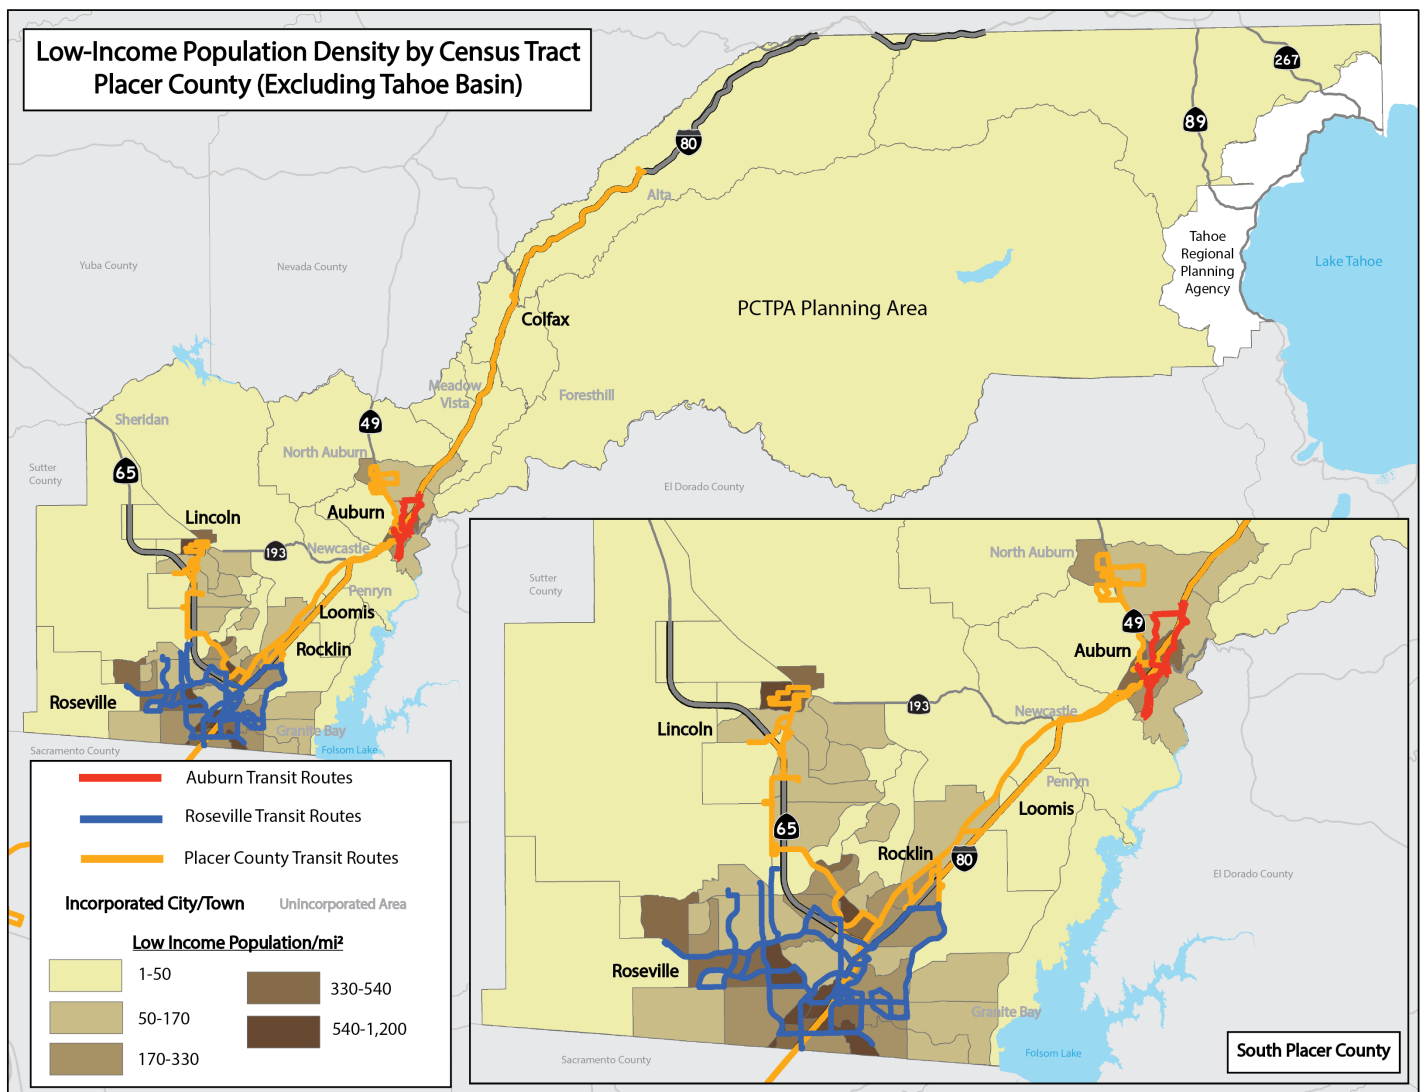 Low-Income Population Density by Census Tract
Placer County (Excluding Tahoe Basin)
267
89
80
Alta
Tahoe
Regional
Planning
Agency
Lake Tahoe
Yuba County
Nevada County
PCTPA Planning Area
Colfax
Meadow
Vista
Foresthill
Sheridan
49
North Auburn
65
Sutter
County
El Dorado County
Lincoln
Auburn
193
Newcastle
Penryn
Loomis
Rocklin
Roseville
Granite Bay
Sacramento County
Folsom Lake
Auburn Transit Routes
Roseville Transit Routes
Placer County Transit Routes
Incorporated City/Town
Unincorporated Area
Low Income Population/mi²
1-50
50-170
170-330
330-540
540-1,200
North Auburn
Sutter
County
49
Auburn
193
Newcastle
Lincoln
Penryn
Loomis
65
Rocklin
80
El Dorado County
Roseville
Granite Bay
Sacramento County
Folsom Lake
South Placer County